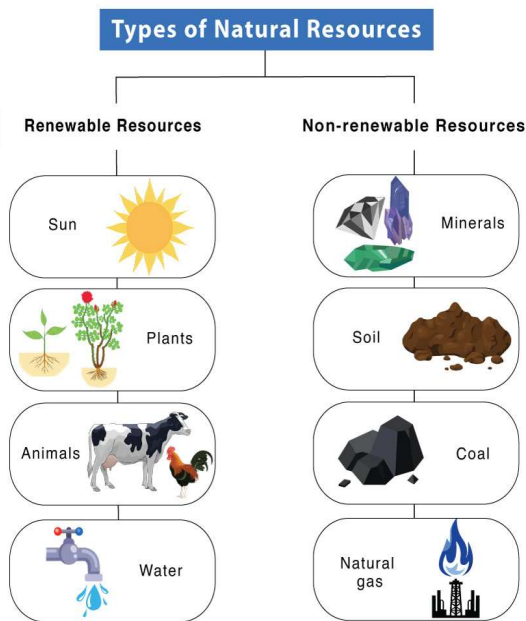 Types of Natural Resources
Renewable Resources
Non-renewable Resources
Sun
Minerals
Plants
Soil
Animals
Coal
Water
Natural
gas